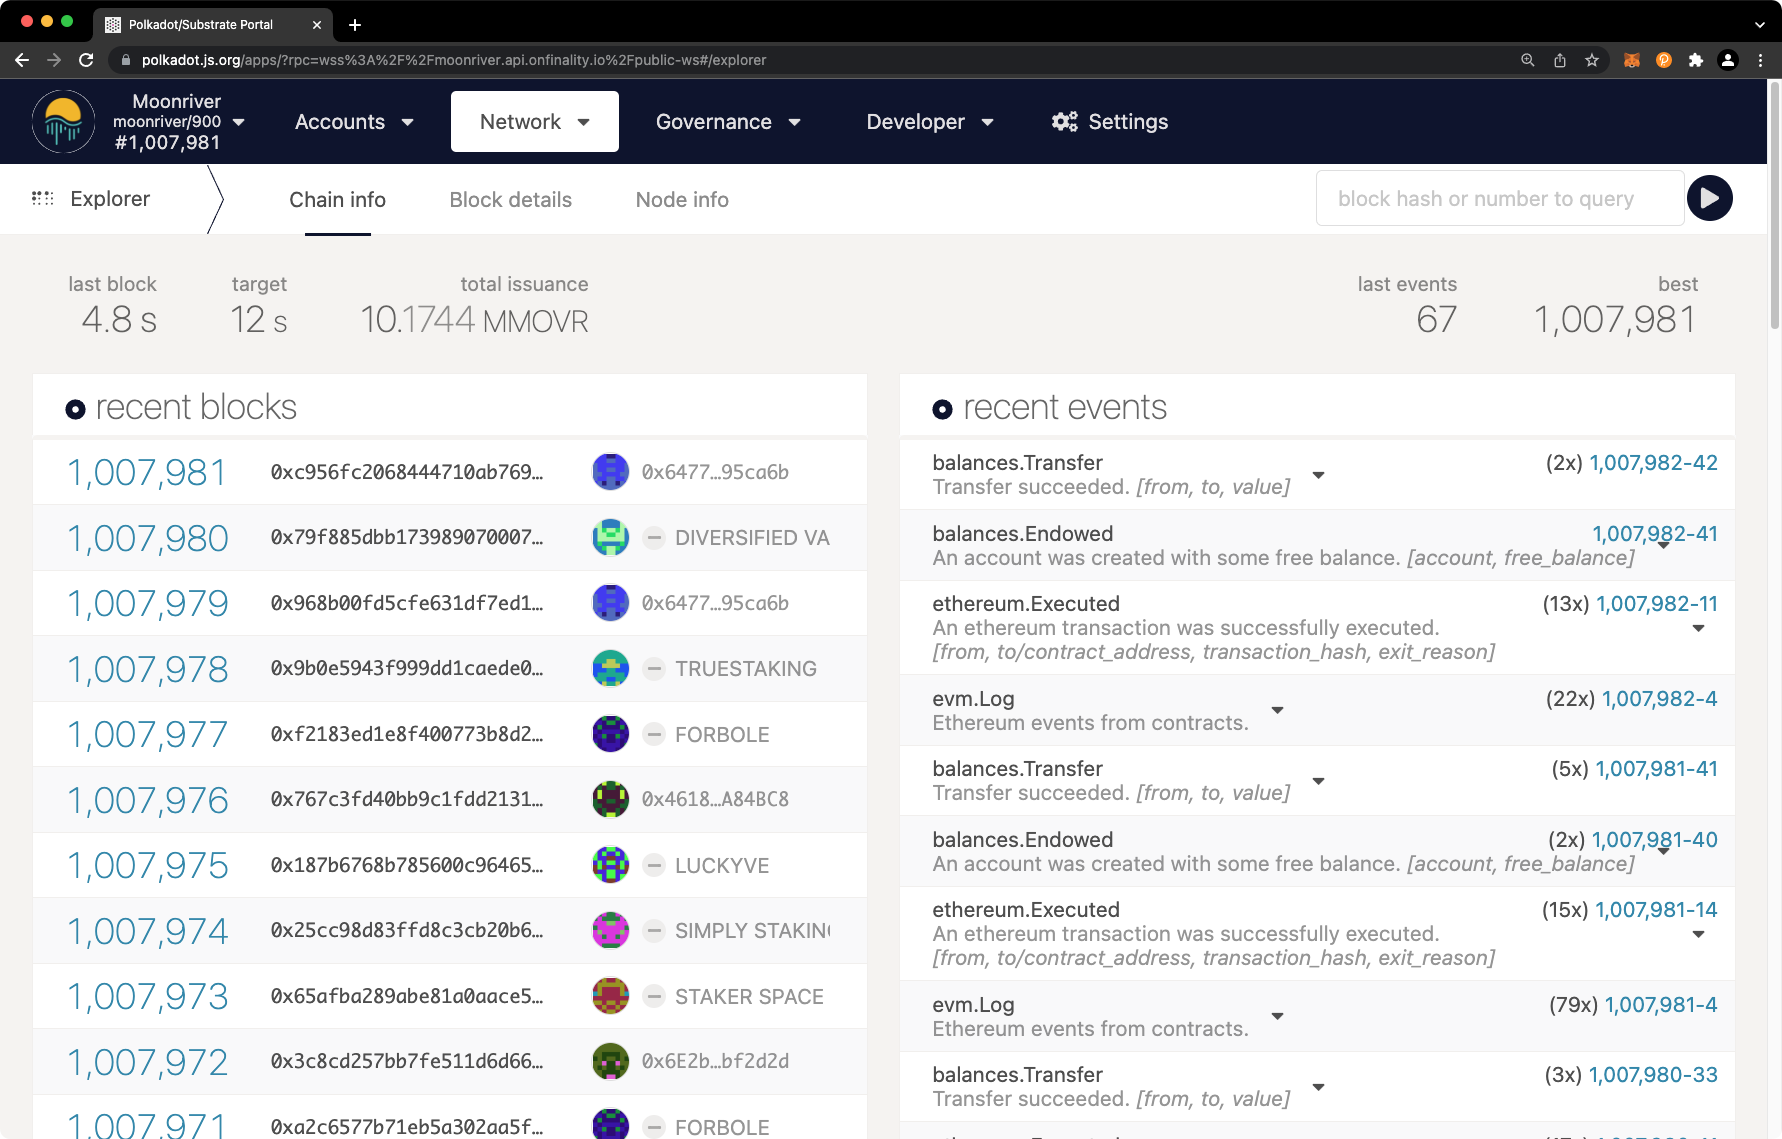 Polkadot/Substrate Portal
polkadot.js.org/apps/?rpc=wss%3A%2F%2Fmoonriver.api.onfinality.io%2Fpublic-ws#/explorer
Moonriver
moonriver/900
#1,007,981
Accounts
Network
Governance
Developer
Settings
Explorer
Chain info
Block details
Node info
block hash or number to query
last block
4.8 s
target
12 s
total issuance
10.1744 MMOVR
last events
67
best
1,007,981
recent blocks
1,007,981 0xc956fc2068444710ab769… 0x6477…95ca6b
1,007,980 0x79f885dbb173989070007… DIVERSIFIED VA
1,007,979 0x968b00fd5cfe631df7ed1… 0x6477…95ca6b
1,007,978 0x9b0e5943f999dd1caede0… TRUESTAKING
1,007,977 0xf2183ed1e8f400773b8d2… FORBOLE
1,007,976 0x767c3fd40bb9c1fdd2131… 0x4618…A84BC8
1,007,975 0x187b6768b785600c96465… LUCKYVE
1,007,974 0x25cc98d83ffd8c3cb20b6… SIMPLY STAKIN
1,007,973 0x65afba289abe81a0aace5… STAKER SPACE
1,007,972 0x3c8cd257bb7fe511d6d66… 0x6E2b…bf2d2d
1,007,971 0xa2c6577b71eb5a302aa5f… FORBOLE
recent events
balances.Transfer (2x) 1,007,982-42
Transfer succeeded. [from, to, value]
balances.Endowed 1,007,982-41
An account was created with some free balance. [account, free_balance]
ethereum.Executed (13x) 1,007,982-11
An ethereum transaction was successfully executed.
[from, to/contract_address, transaction_hash, exit_reason]
evm.Log (22x) 1,007,982-4
Ethereum events from contracts.
balances.Transfer (5x) 1,007,981-41
Transfer succeeded. [from, to, value]
balances.Endowed (2x) 1,007,981-40
An account was created with some free balance. [account, free_balance]
ethereum.Executed (15x) 1,007,981-14
An ethereum transaction was successfully executed.
[from, to/contract_address, transaction_hash, exit_reason]
evm.Log (79x) 1,007,981-4
Ethereum events from contracts.
balances.Transfer (3x) 1,007,980-33
Transfer succeeded. [from, to, value]